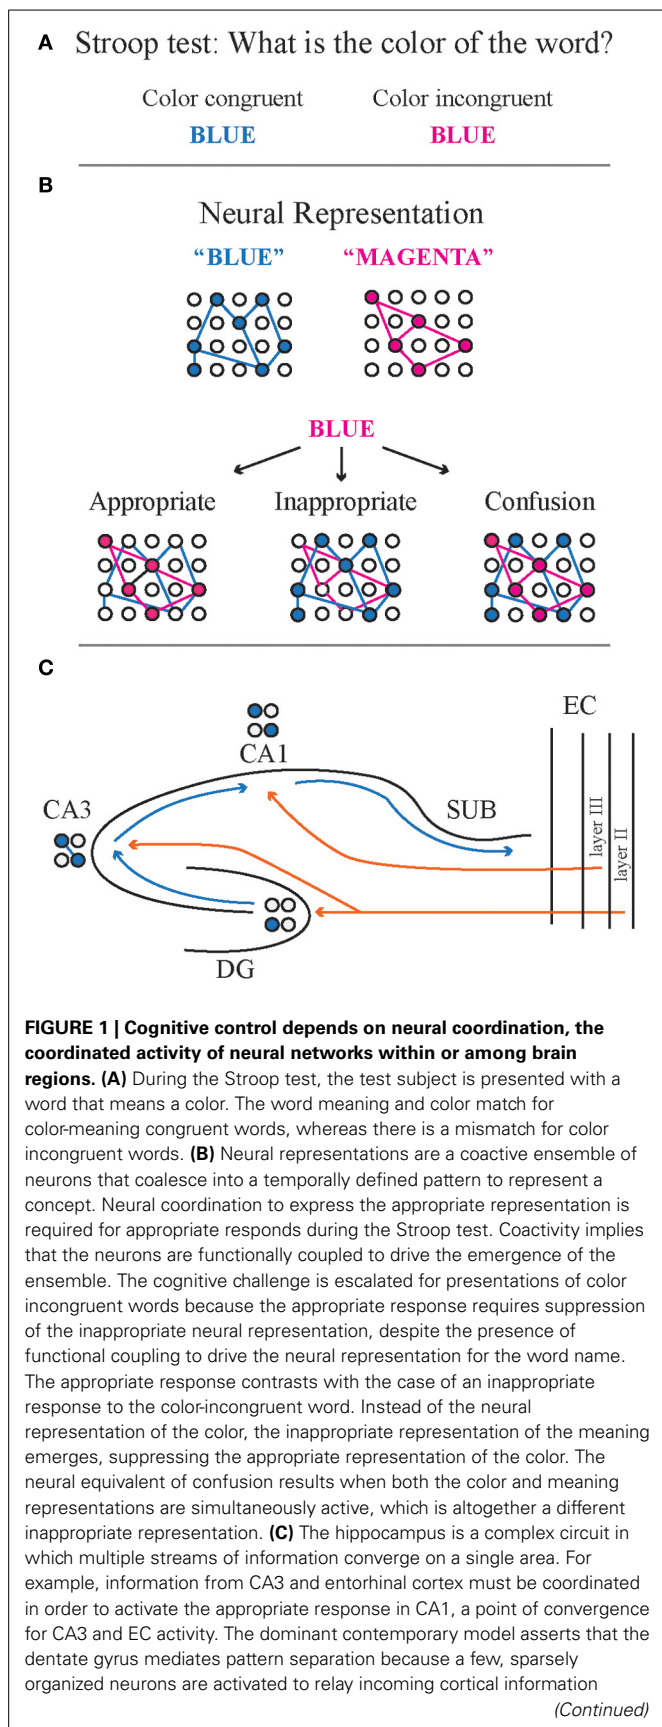 A Stroop test: What is the color of the word?
Color congruent Color incongruent
BLUE BLUE
B
Neural Representation
“BLUE” “MAGENTA”
BLUE
Appropriate Inappropriate Confusion
C
EC
CA1
CA3 SUB
layer III
layer II
DG
FIGURE 1 | Cognitive control depends on neural coordination, the
coordinated activity of neural networks within or among brain
regions. (A) During the Stroop test, the test subject is presented with a
word that means a color. The word meaning and color match for
color-meaning congruent words, whereas there is a mismatch for color
incongruent words. (B) Neural representations are a coactive ensemble of
neurons that coalesce into a temporally defined pattern to represent a
concept. Neural coordination to express the appropriate representation is
required for appropriate responds during the Stroop test. Coactivity implies
that the neurons are functionally coupled to drive the emergence of the
ensemble. The cognitive challenge is escalated for presentations of color
incongruent words because the appropriate response requires suppression
of the inappropriate neural representation, despite the presence of
functional coupling to drive the neural representation for the word name.
The appropriate response contrasts with the case of an inappropriate
response to the color-incongruent word. Instead of the neural
representation of the color, the inappropriate representation of the meaning
emerges, suppressing the appropriate representation of the color. The
neural equivalent of confusion results when both the color and meaning
representations are simultaneously active, which is altogether a different
inappropriate representation. (C) The hippocampus is a complex circuit in
which multiple streams of information converge on a single area. For
example, information from CA3 and entorhinal cortex must be coordinated
in order to activate the appropriate response in CA1, a point of convergence
for CA3 and EC activity. The dominant contemporary model asserts that the
dentate gyrus mediates pattern separation because a few, sparsely
organized neurons are activated to relay incoming cortical information
(Continued)